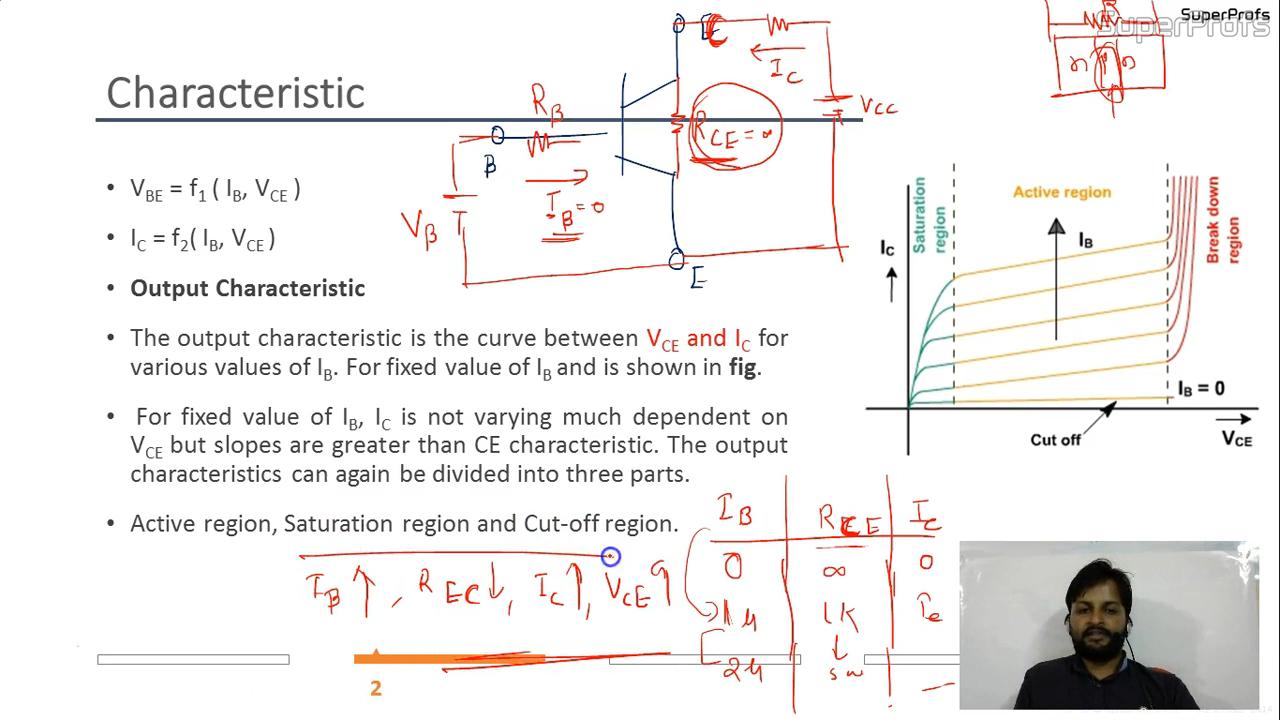 SuperProfs
SuperProfs
Characteristic
V_BE = f_1 ( I_B, V_CE )
I_C = f_2( I_B, V_CE )
Output Characteristic
The output characteristic is the curve between V_CE and I_C for
various values of I_B. For fixed value of I_B and is shown in fig.
For fixed value of I_B, I_C is not varying much dependent on
V_CE but slopes are greater than CE characteristic. The output
characteristics can again be divided into three parts.
Active region, Saturation region and Cut-off region.
2
C
I_C
V_CC
R_B
R_CE = ∞
B
I_B = 0
V_B
E
R
n p n
Saturation region
Active region
Break down region
I_C
I_B
I_B = 0
Cut off
V_CE
I_B R_CE I_C
0 ∞ 0
1μ 1K I_c
2μ
I_B ↑, R_EC ↓, I_C ↑, V_CE ↑